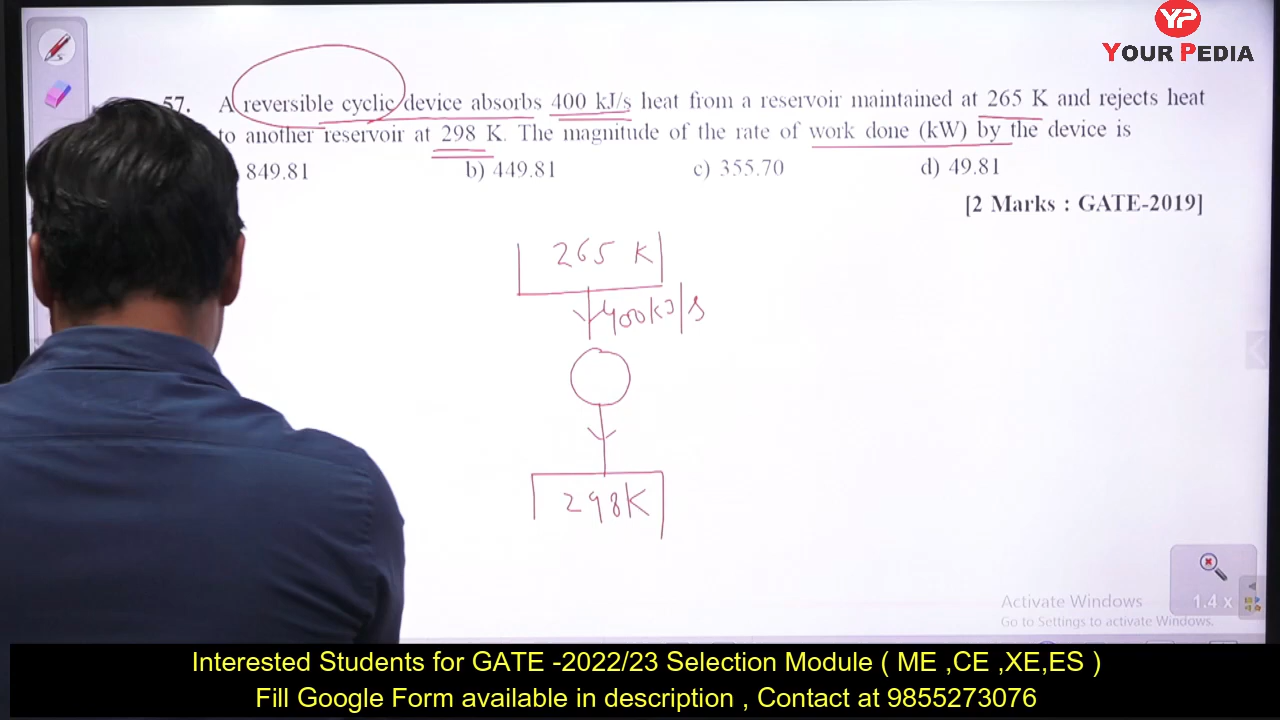 YP
YOUR PEDIA
57. A reversible cyclic device absorbs 400 kJ/s heat from a reservoir maintained at 265 K and rejects heat
to another reservoir at 298 K. The magnitude of the rate of work done (kW) by the device is
849.81 b) 449.81 c) 355.70 d) 49.81
[2 Marks : GATE-2019]
265 K
400kJ/s
298K
Activate Windows
Go to Settings to activate Windows.
1.4 x
Interested Students for GATE -2022/23 Selection Module ( ME ,CE ,XE,ES )
Fill Google Form available in description , Contact at 9855273076